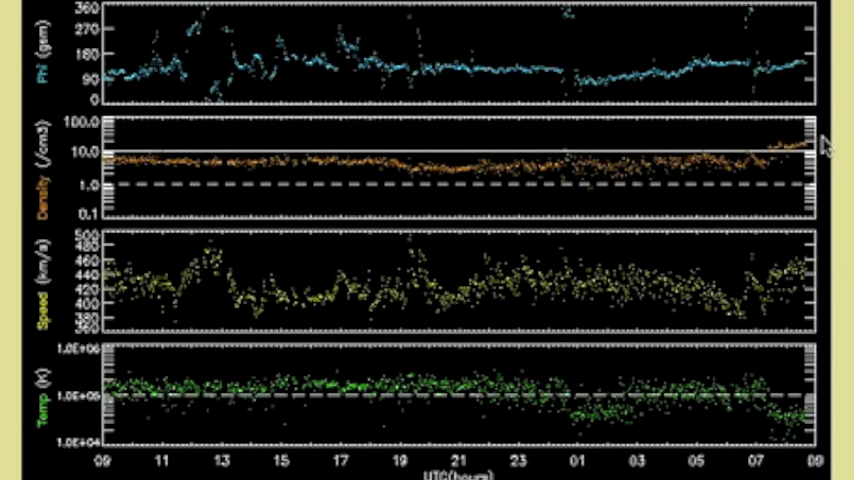 360
270
Phi (gsm)
180
90
0
100.0
10.0
Density (/cm3)
1.0
0.1
500
480
460
Speed (km/s)
440
420
400
380
360
1.0E+06
Temp (K)
1.0E+05
1.0E+04
09 11 13 15 17 19 21 23 01 03 05 07 09
UTC(hours)